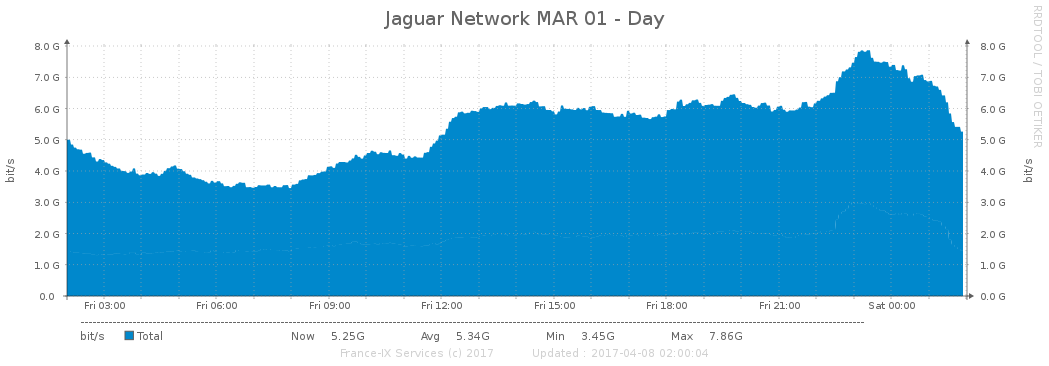 Jaguar Network MAR 01 - Day
RRDTOOL / TOBI OETIKER
8.0 G 8.0 G
7.0 G 7.0 G
6.0 G 6.0 G
5.0 G 5.0 G
4.0 G 4.0 G
3.0 G 3.0 G
2.0 G 2.0 G
1.0 G 1.0 G
0.0 0.0 G
bit/s bit/s
Fri 03:00 Fri 06:00 Fri 09:00 Fri 12:00 Fri 15:00 Fri 18:00 Fri 21:00 Sat 00:00
bit/s Total Now 5.25G Avg 5.34G Min 3.45G Max 7.86G
France-IX Services (c) 2017 Updated : 2017-04-08 02:00:04